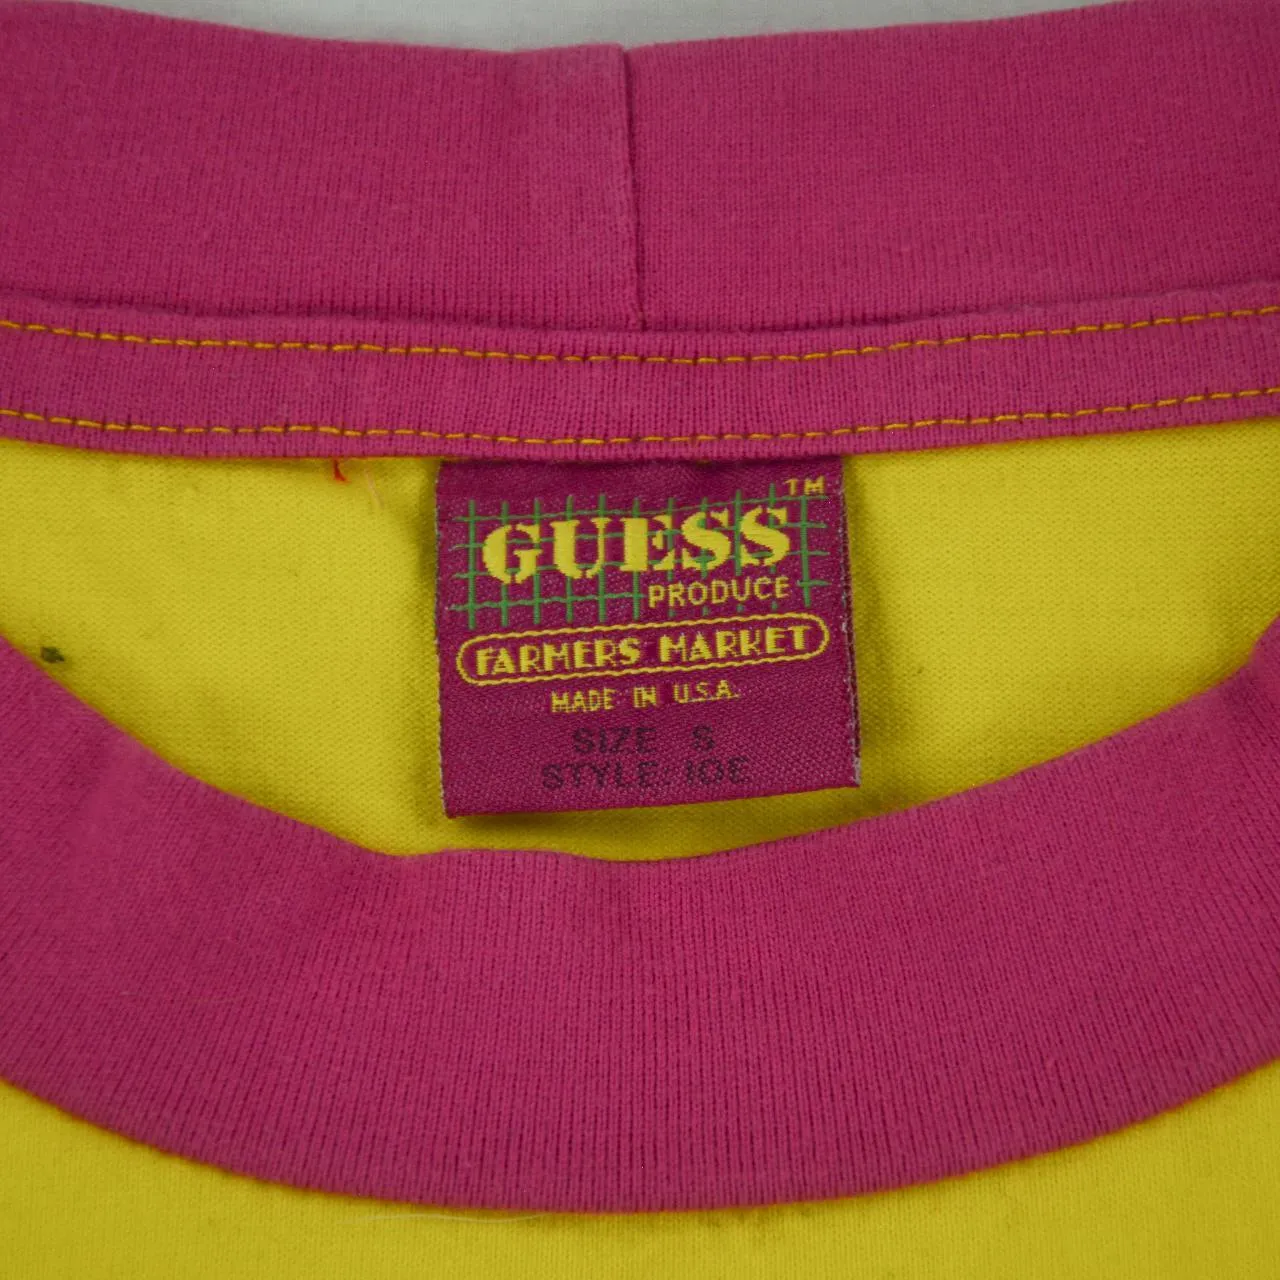 GUESS™
PRODUCE
FARMERS MARKET
MADE IN U.S.A.
SIZE S
STYLE: IOE